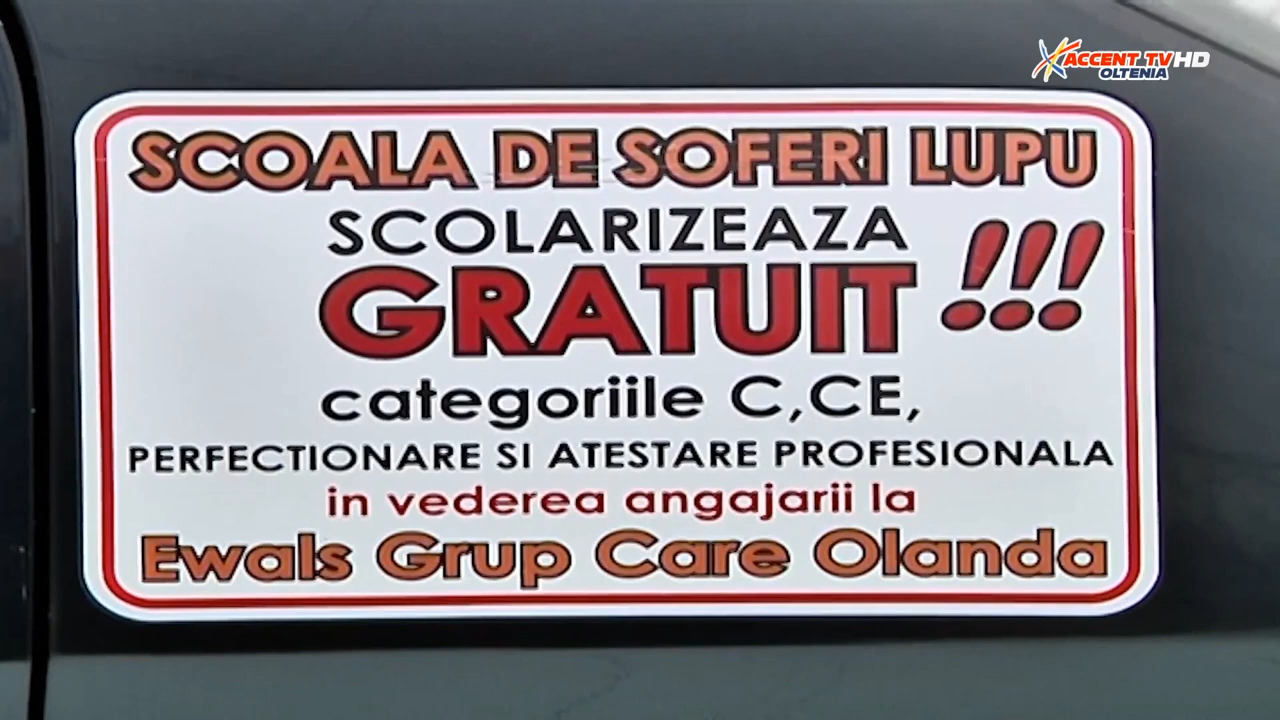 ACCENT TV HD
OLTENIA
SCOALA DE SOFERI LUPU
SCOLARIZEAZA
GRATUIT !!!
categoriile C,CE,
PERFECTIONARE SI ATESTARE PROFESIONALA
in vederea angajarii la
Ewals Grup Care Olanda